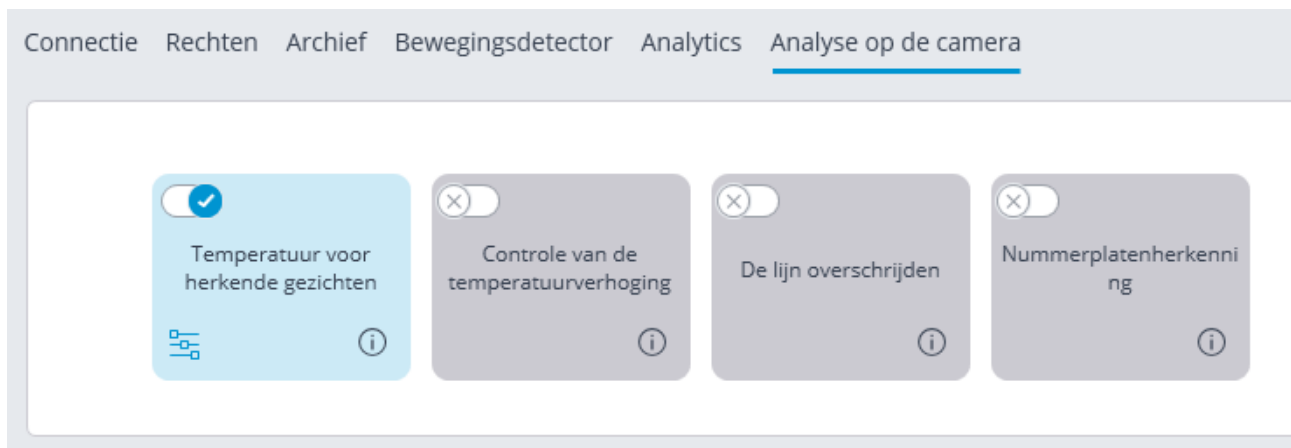 Connectie Rechten Archief Bewegingsdetector Analytics Analyse op de camera
Temperatuur voor
herkende gezichten
Controle van de
temperatuurverhoging
De lijn overschrijden
Nummerplatenherkenni
ng